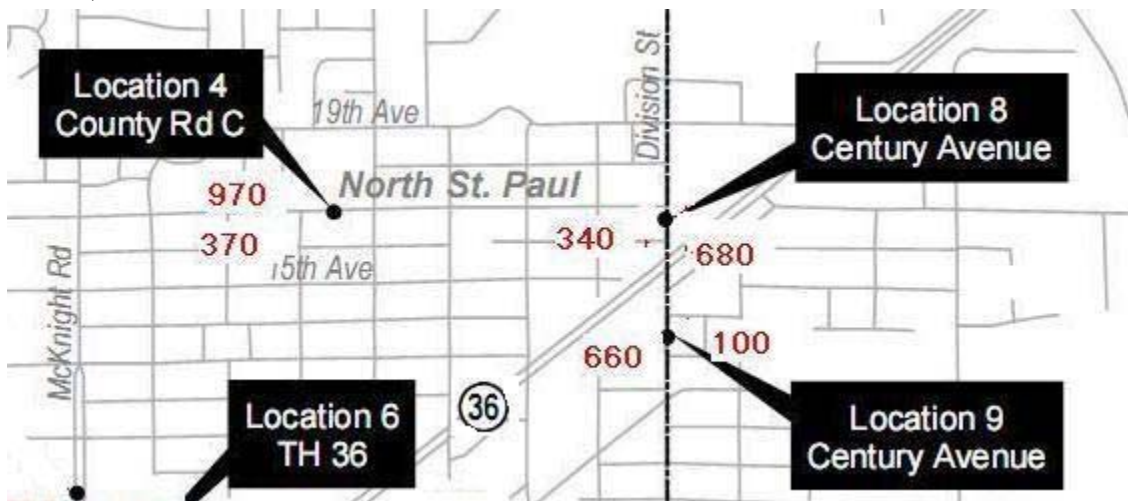 Division St
Location 4
County Rd C
19th Ave
Location 8
Century Avenue
North St. Paul
970
370
340
680
15th Ave
McKnight Rd
660
100
36
Location 6
TH 36
Location 9
Century Avenue